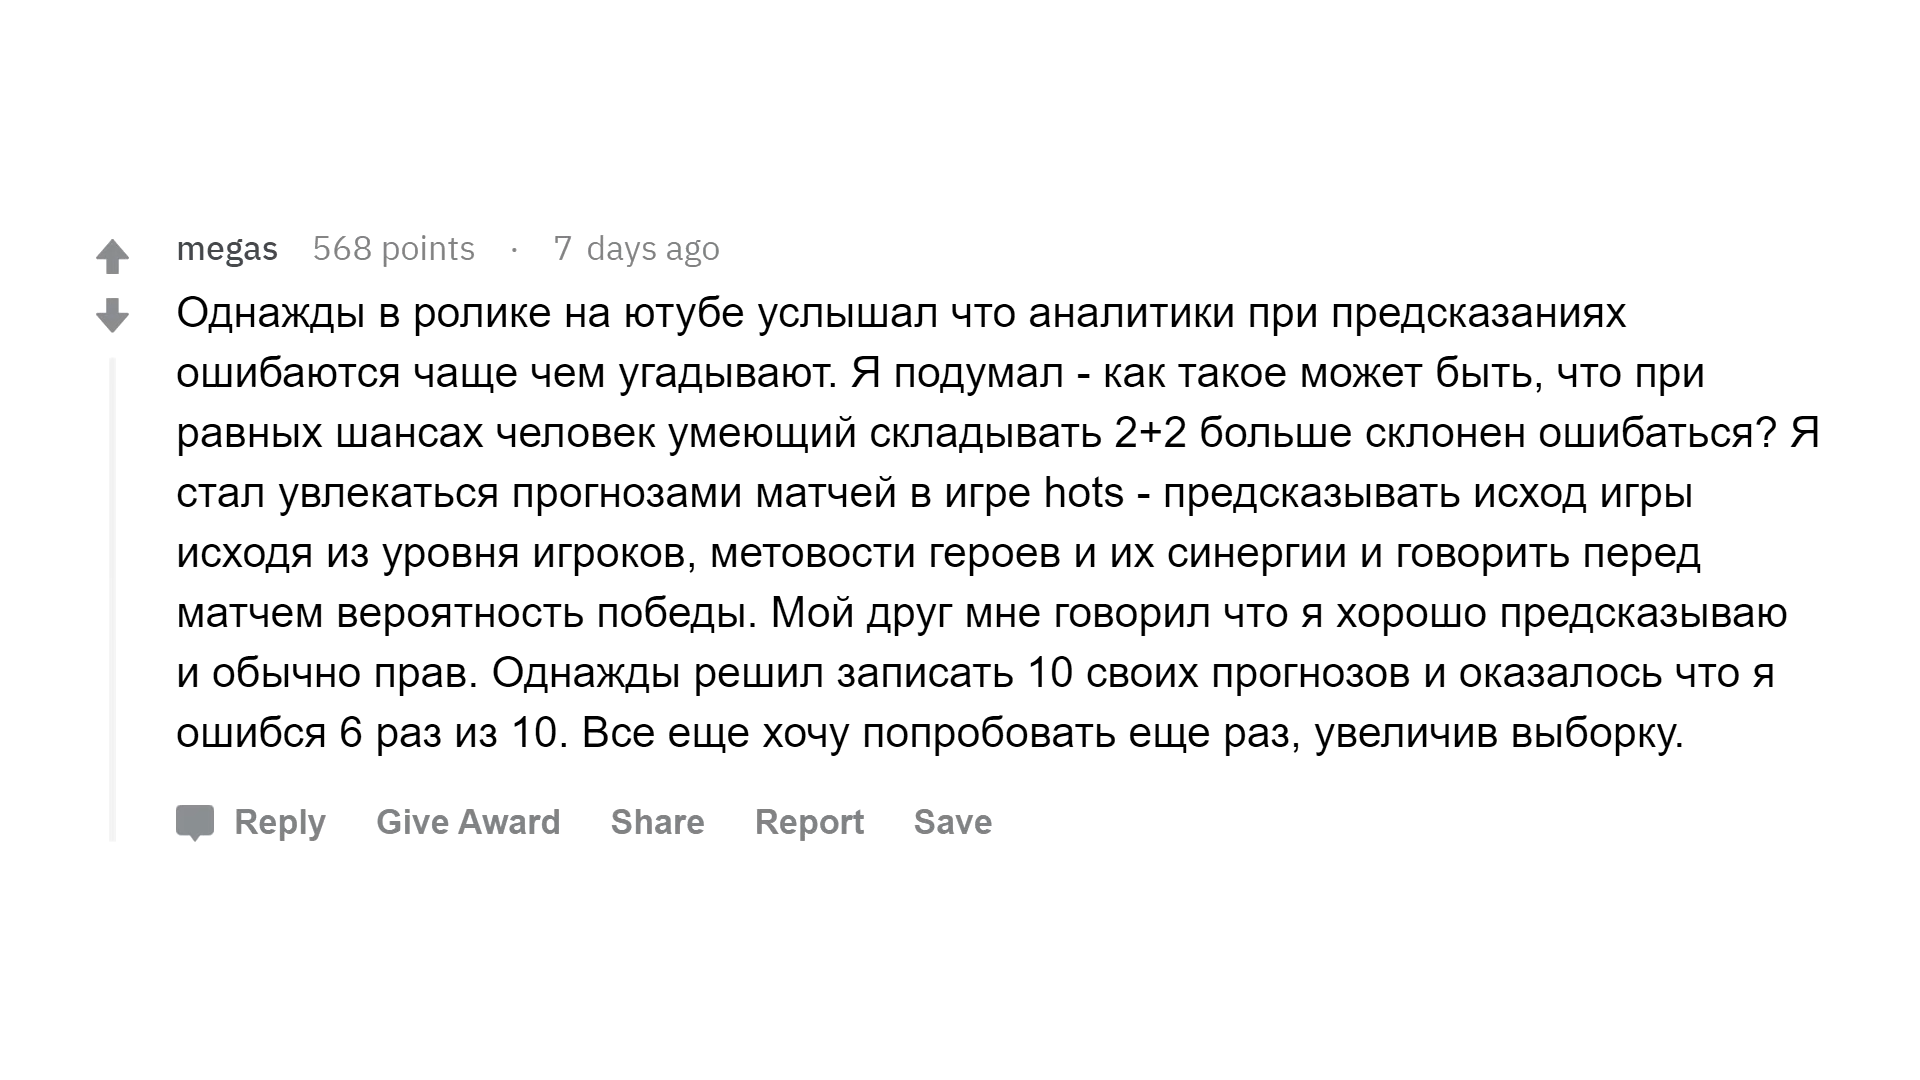 megas 568 points · 7 days ago
Однажды в ролике на ютубе услышал что аналитики при предсказаниях
ошибаются чаще чем угадывают. Я подумал - как такое может быть, что при
равных шансах человек умеющий складывать 2+2 больше склонен ошибаться? Я
стал увлекаться прогнозами матчей в игре hots - предсказывать исход игры
исходя из уровня игроков, метовости героев и их синергии и говорить перед
матчем вероятность победы. Мой друг мне говорил что я хорошо предсказываю
и обычно прав. Однажды решил записать 10 своих прогнозов и оказалось что я
ошибся 6 раз из 10. Все еще хочу попробовать еще раз, увеличив выборку.
Reply Give Award Share Report Save